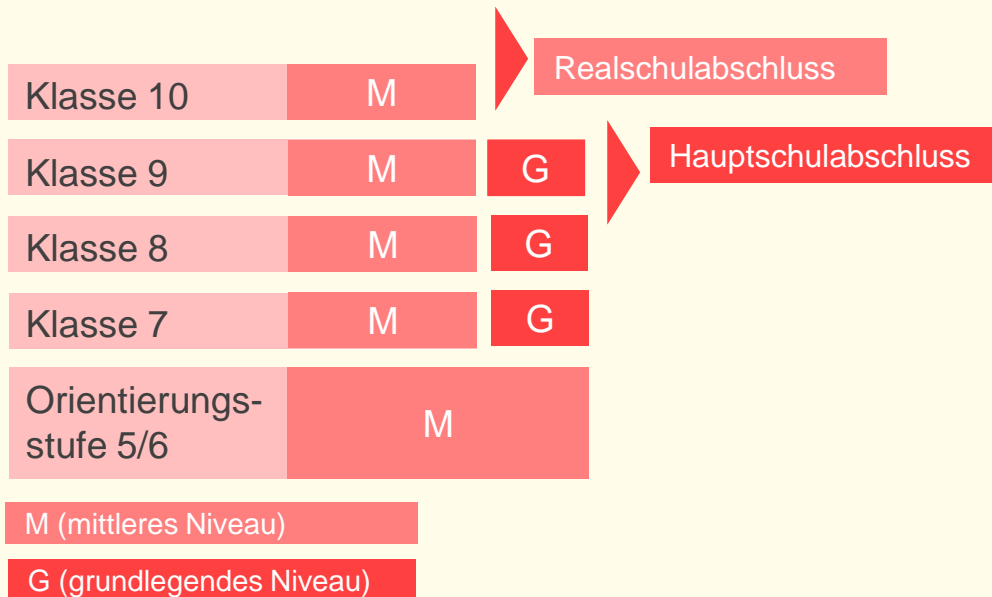 Realschulabschluss
Klasse 10 M
Hauptschulabschluss
Klasse 9 M G
Klasse 8 M G
Klasse 7 M G
Orientierungs-
stufe 5/6
M
M (mittleres Niveau)
G (grundlegendes Niveau)